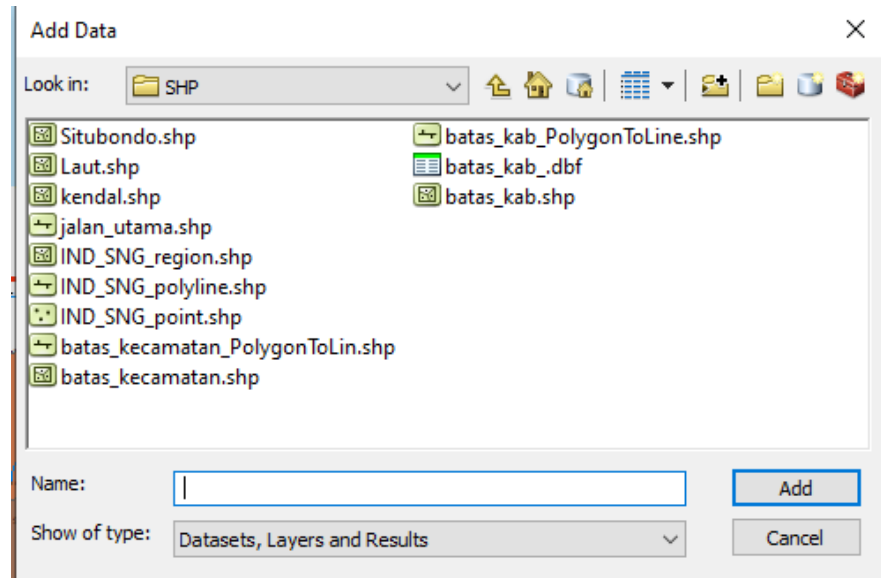 Add Data
Look in:
SHP
Situbondo.shp
Laut.shp
kendal.shp
jalan_utama.shp
IND_SNG_region.shp
IND_SNG_polyline.shp
IND_SNG_point.shp
batas_kecamatan_PolygonToLin.shp
batas_kecamatan.shp
batas_kab_PolygonToLine.shp
batas_kab_.dbf
batas_kab.shp
Name:
Add
Show of type:
Datasets, Layers and Results
Cancel